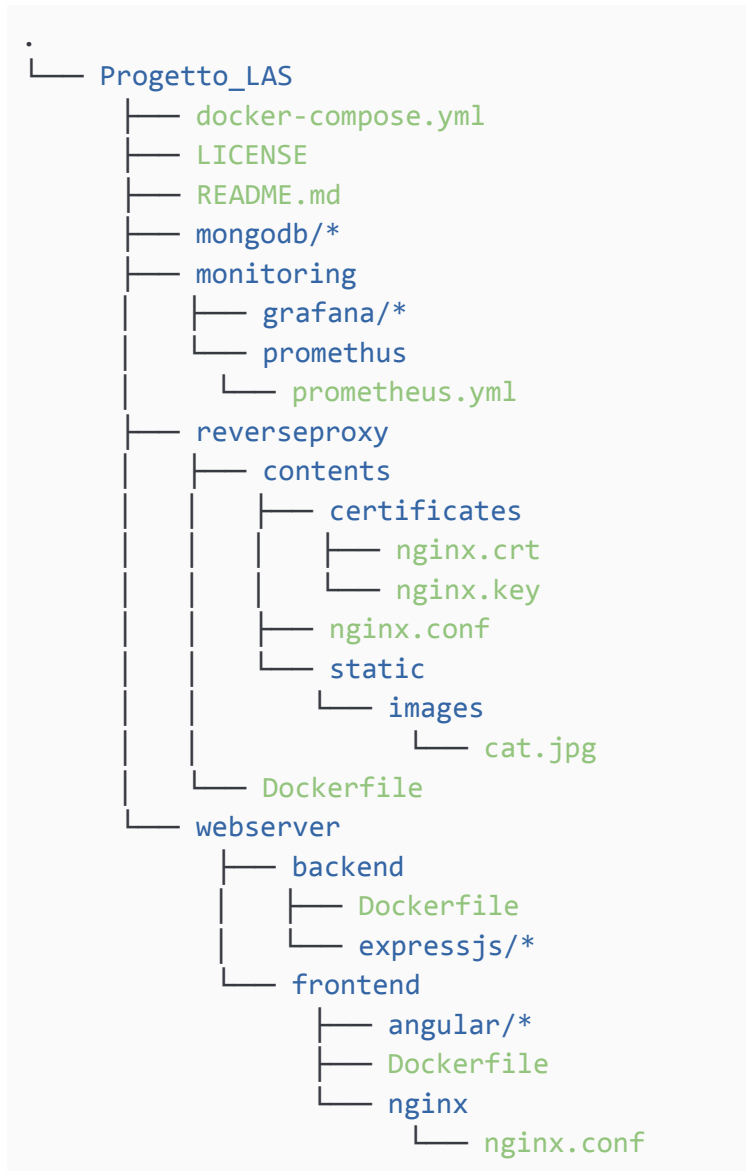 .
└── Progetto_LAS
    ├── docker-compose.yml
    ├── LICENSE
    ├── README.md
    ├── mongodb/*
    ├── monitoring
    │   ├── grafana/*
    │   └── promethus
    │       └── prometheus.yml
    ├── reverseproxy
    │   ├── contents
    │   │   ├── certificates
    │   │   │   ├── nginx.crt
    │   │   │   └── nginx.key
    │   │   ├── nginx.conf
    │   │   └── static
    │   │       └── images
    │   │           └── cat.jpg
    │   └── Dockerfile
    └── webserver
        ├── backend
        │   ├── Dockerfile
        │   └── expressjs/*
        └── frontend
            ├── angular/*
            ├── Dockerfile
            └── nginx
                └── nginx.conf